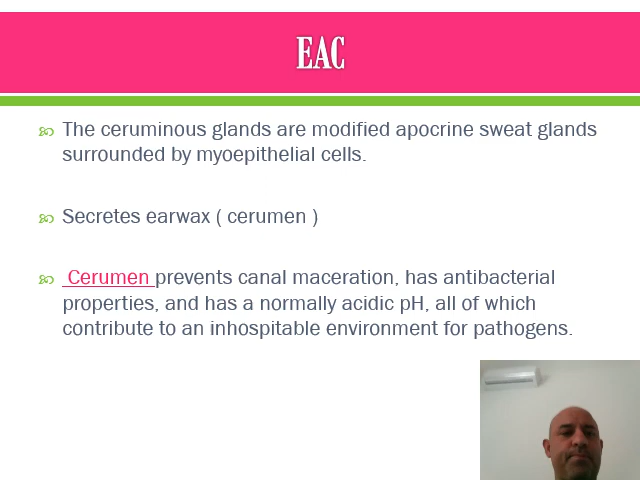 EAC
The ceruminous glands are modified apocrine sweat glands
surrounded by myoepithelial cells.
Secretes earwax ( cerumen )
Cerumen prevents canal maceration, has antibacterial
properties, and has a normally acidic pH, all of which
contribute to an inhospitable environment for pathogens.